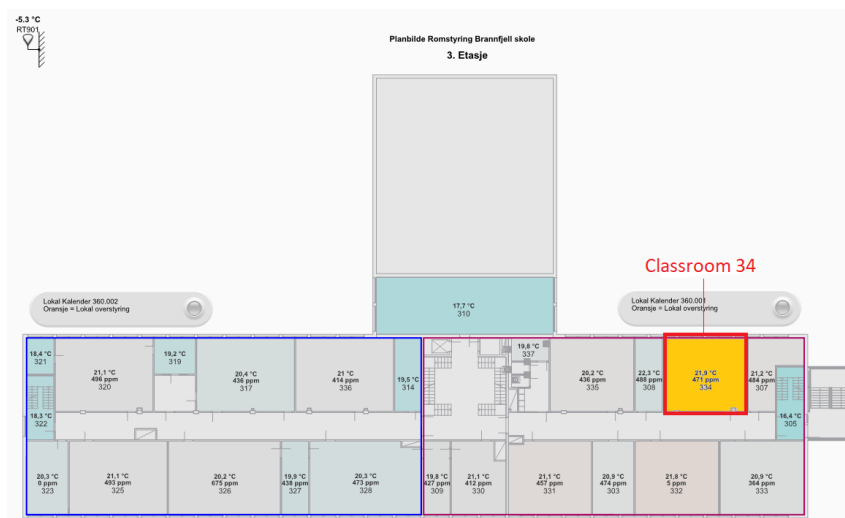 -5.3 °C
RT901
Planbilde Romstyring Brannfjell skole
3. Etasje
Classroom 34
Lokal Kalender 360.002
Oransje = Lokal overstyring
17,7 °C
310
Lokal Kalender 360.001
Oransje = Lokal overstyring
18,4 °C
321
21,1 °C
496 ppm
320
19,2 °C
319
20,4 °C
436 ppm
317
21 °C
414 ppm
336
19,5 °C
314
19,8 °C
337
20,2 °C
436 ppm
335
22,3 °C
488 ppm
308
21,9 °C
471 ppm
334
21,2 °C
484 ppm
307
18,3 °C
322
16,4 °C
305
20,3 °C
0 ppm
323
21,1 °C
493 ppm
325
20,2 °C
675 ppm
326
19,9 °C
438 ppm
327
20,3 °C
473 ppm
328
19,8 °C
427 ppm
309
21,1 °C
412 ppm
330
21,1 °C
457 ppm
331
20,9 °C
474 ppm
303
21,8 °C
5 ppm
332
20,9 °C
364 ppm
333